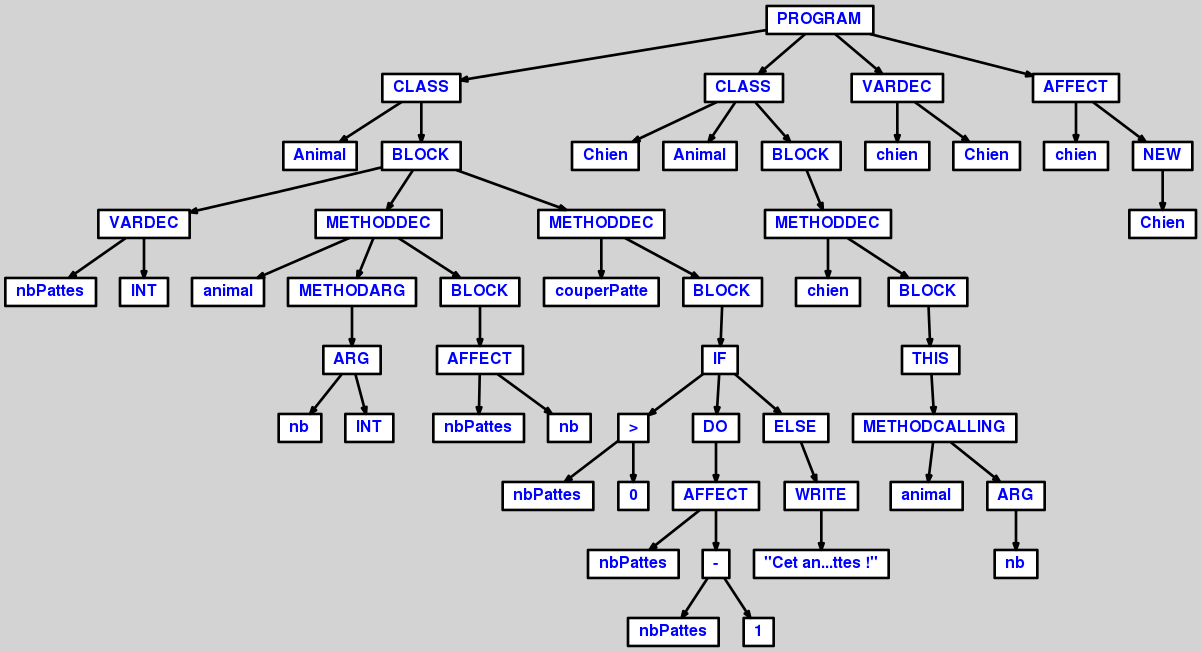 PROGRAM
CLASS CLASS VARDEC AFFECT
Animal BLOCK Chien Animal BLOCK chien Chien chien NEW
VARDEC METHODDEC METHODDEC METHODDEC Chien
nbPattes INT animal METHODARG BLOCK couperPatte BLOCK chien BLOCK
ARG AFFECT IF THIS
nb INT nbPattes nb > DO ELSE METHODCALLING
nbPattes 0 AFFECT WRITE animal ARG
nbPattes - "Cet an...ttes !" nb
nbPattes 1